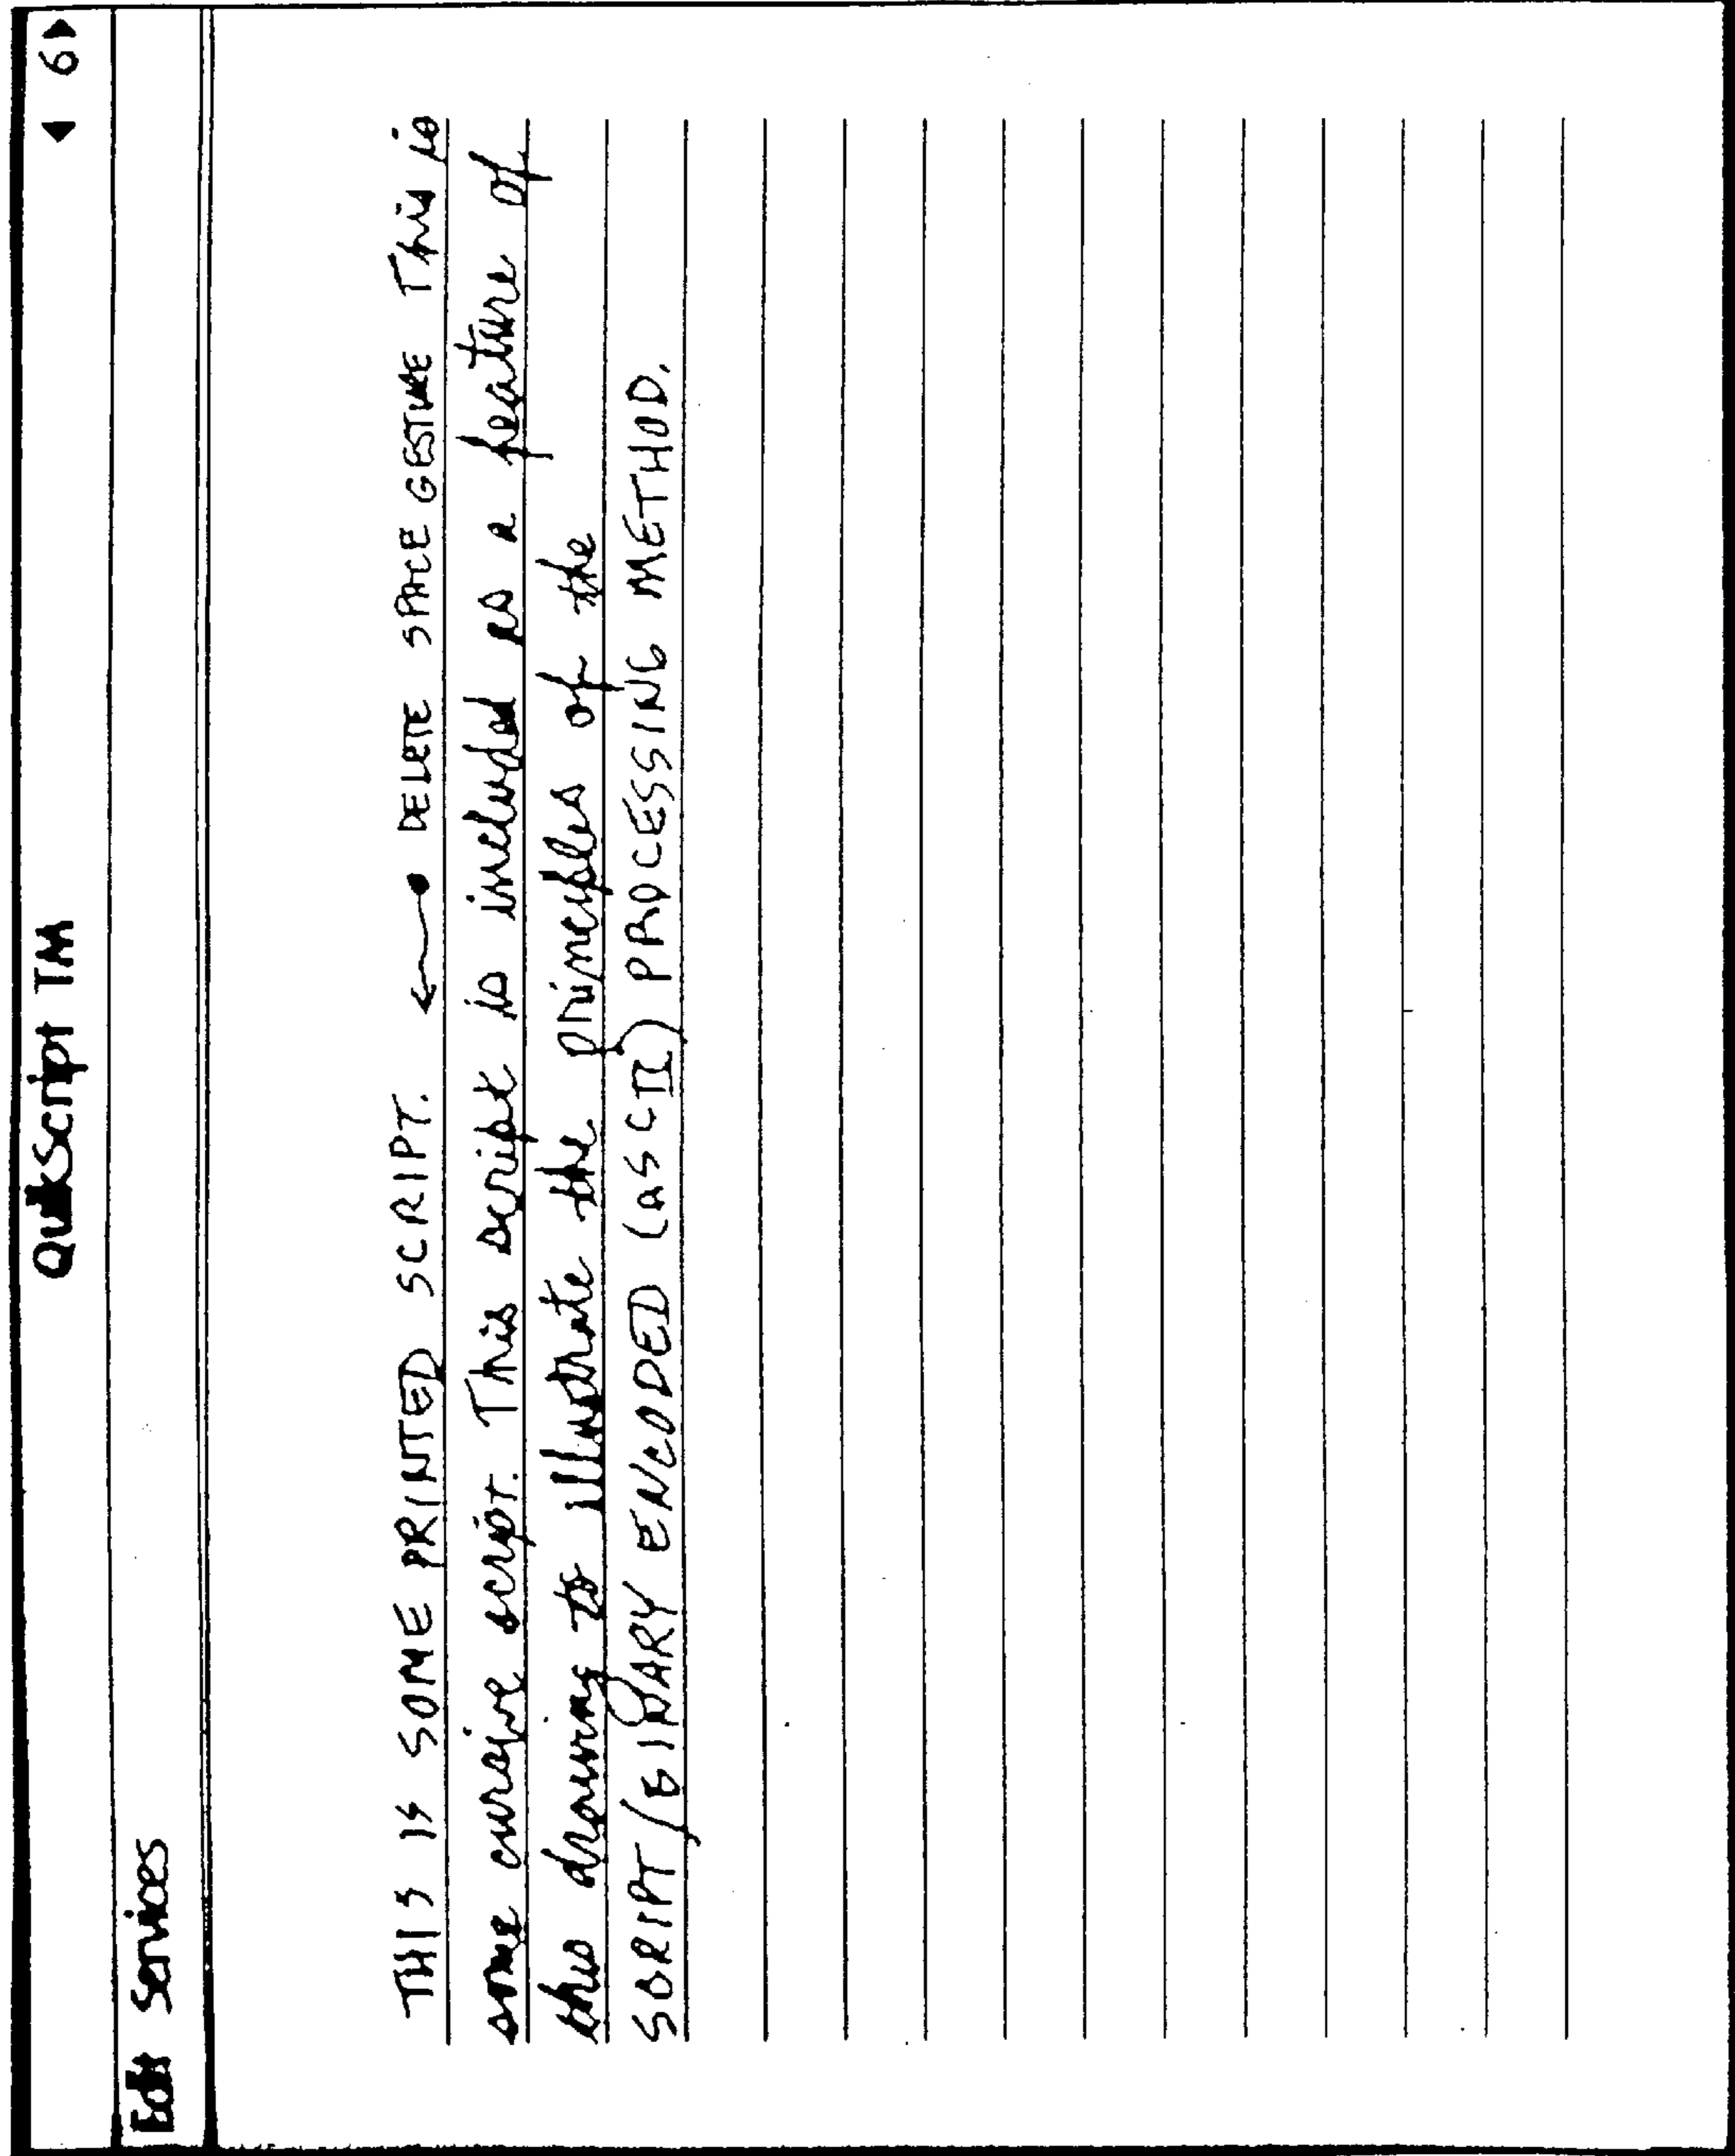 QuikScript TM ◀ 6▶
Edit Services
THIS IS SOME PRINTED SCRIPT. ←• DELETE SPACE GESTURE This is
some cursive script. This script is included as a feature of
this drawing to illustrate the principles of the
SCRIPT/BINARY ENCODED (ASCII) PROCESSING METHOD.